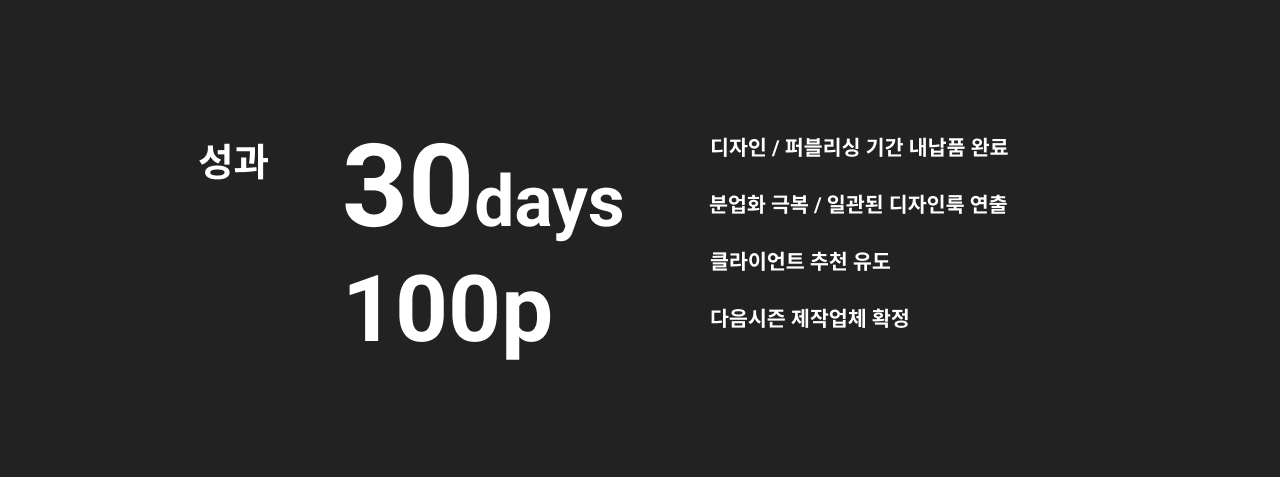 성과
30days
100p
디자인 / 퍼블리싱 기간 내납품 완료
분업화 극복 / 일관된 디자인룩 연출
클라이언트 추천 유도
다음시즌 제작업체 확정